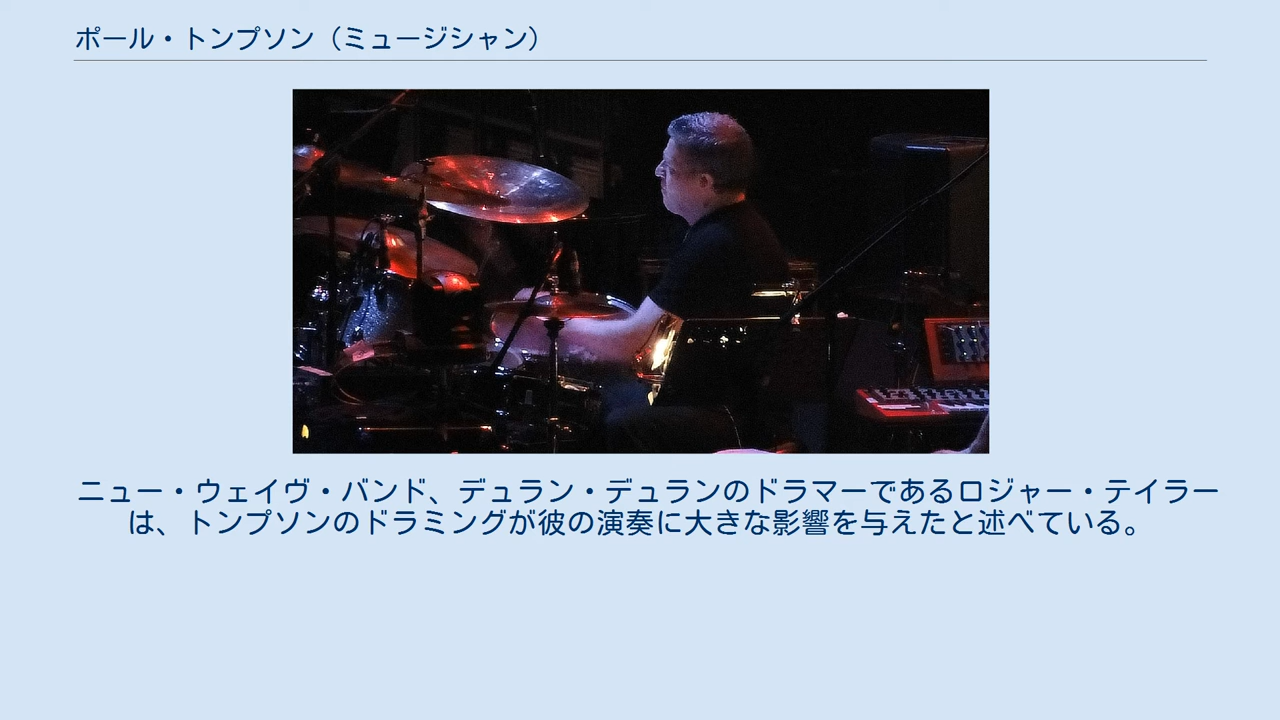 ポール・トンプソン（ミュージシャン）
ニュー・ウェイヴ・バンド、デュラン・デュランのドラマーであるロジャー・テイラー
は、トンプソンのドラミングが彼の演奏に大きな影響を与えたと述べている。